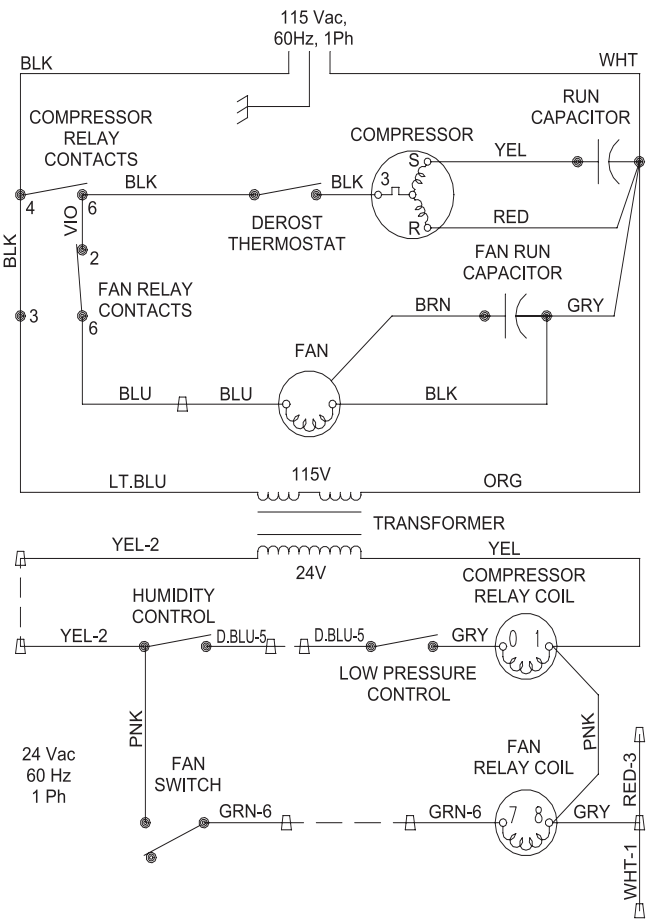 115 Vac,
60Hz, 1Ph
BLK
WHT
COMPRESSOR
RELAY
CONTACTS
COMPRESSOR
RUN
CAPACITOR
S
YEL
BLK
BLK
3
4
6
DEROST
THERMOSTAT
R
RED
BLK
VIO
2
FAN RELAY
CONTACTS
3
6
FAN RUN
CAPACITOR
BRN
GRY
FAN
BLU
BLU
BLK
LT.BLU
115V
ORG
TRANSFORMER
YEL-2
YEL
24V
HUMIDITY
CONTROL
COMPRESSOR
RELAY COIL
YEL-2
D.BLU-5
D.BLU-5
GRY
0 1
LOW PRESSURE
CONTROL
PNK
PNK
24 Vac
60 Hz
1 Ph
FAN
SWITCH
FAN
RELAY COIL
RED-3
GRN-6
GRN-6
7 8
GRY
WHT-1